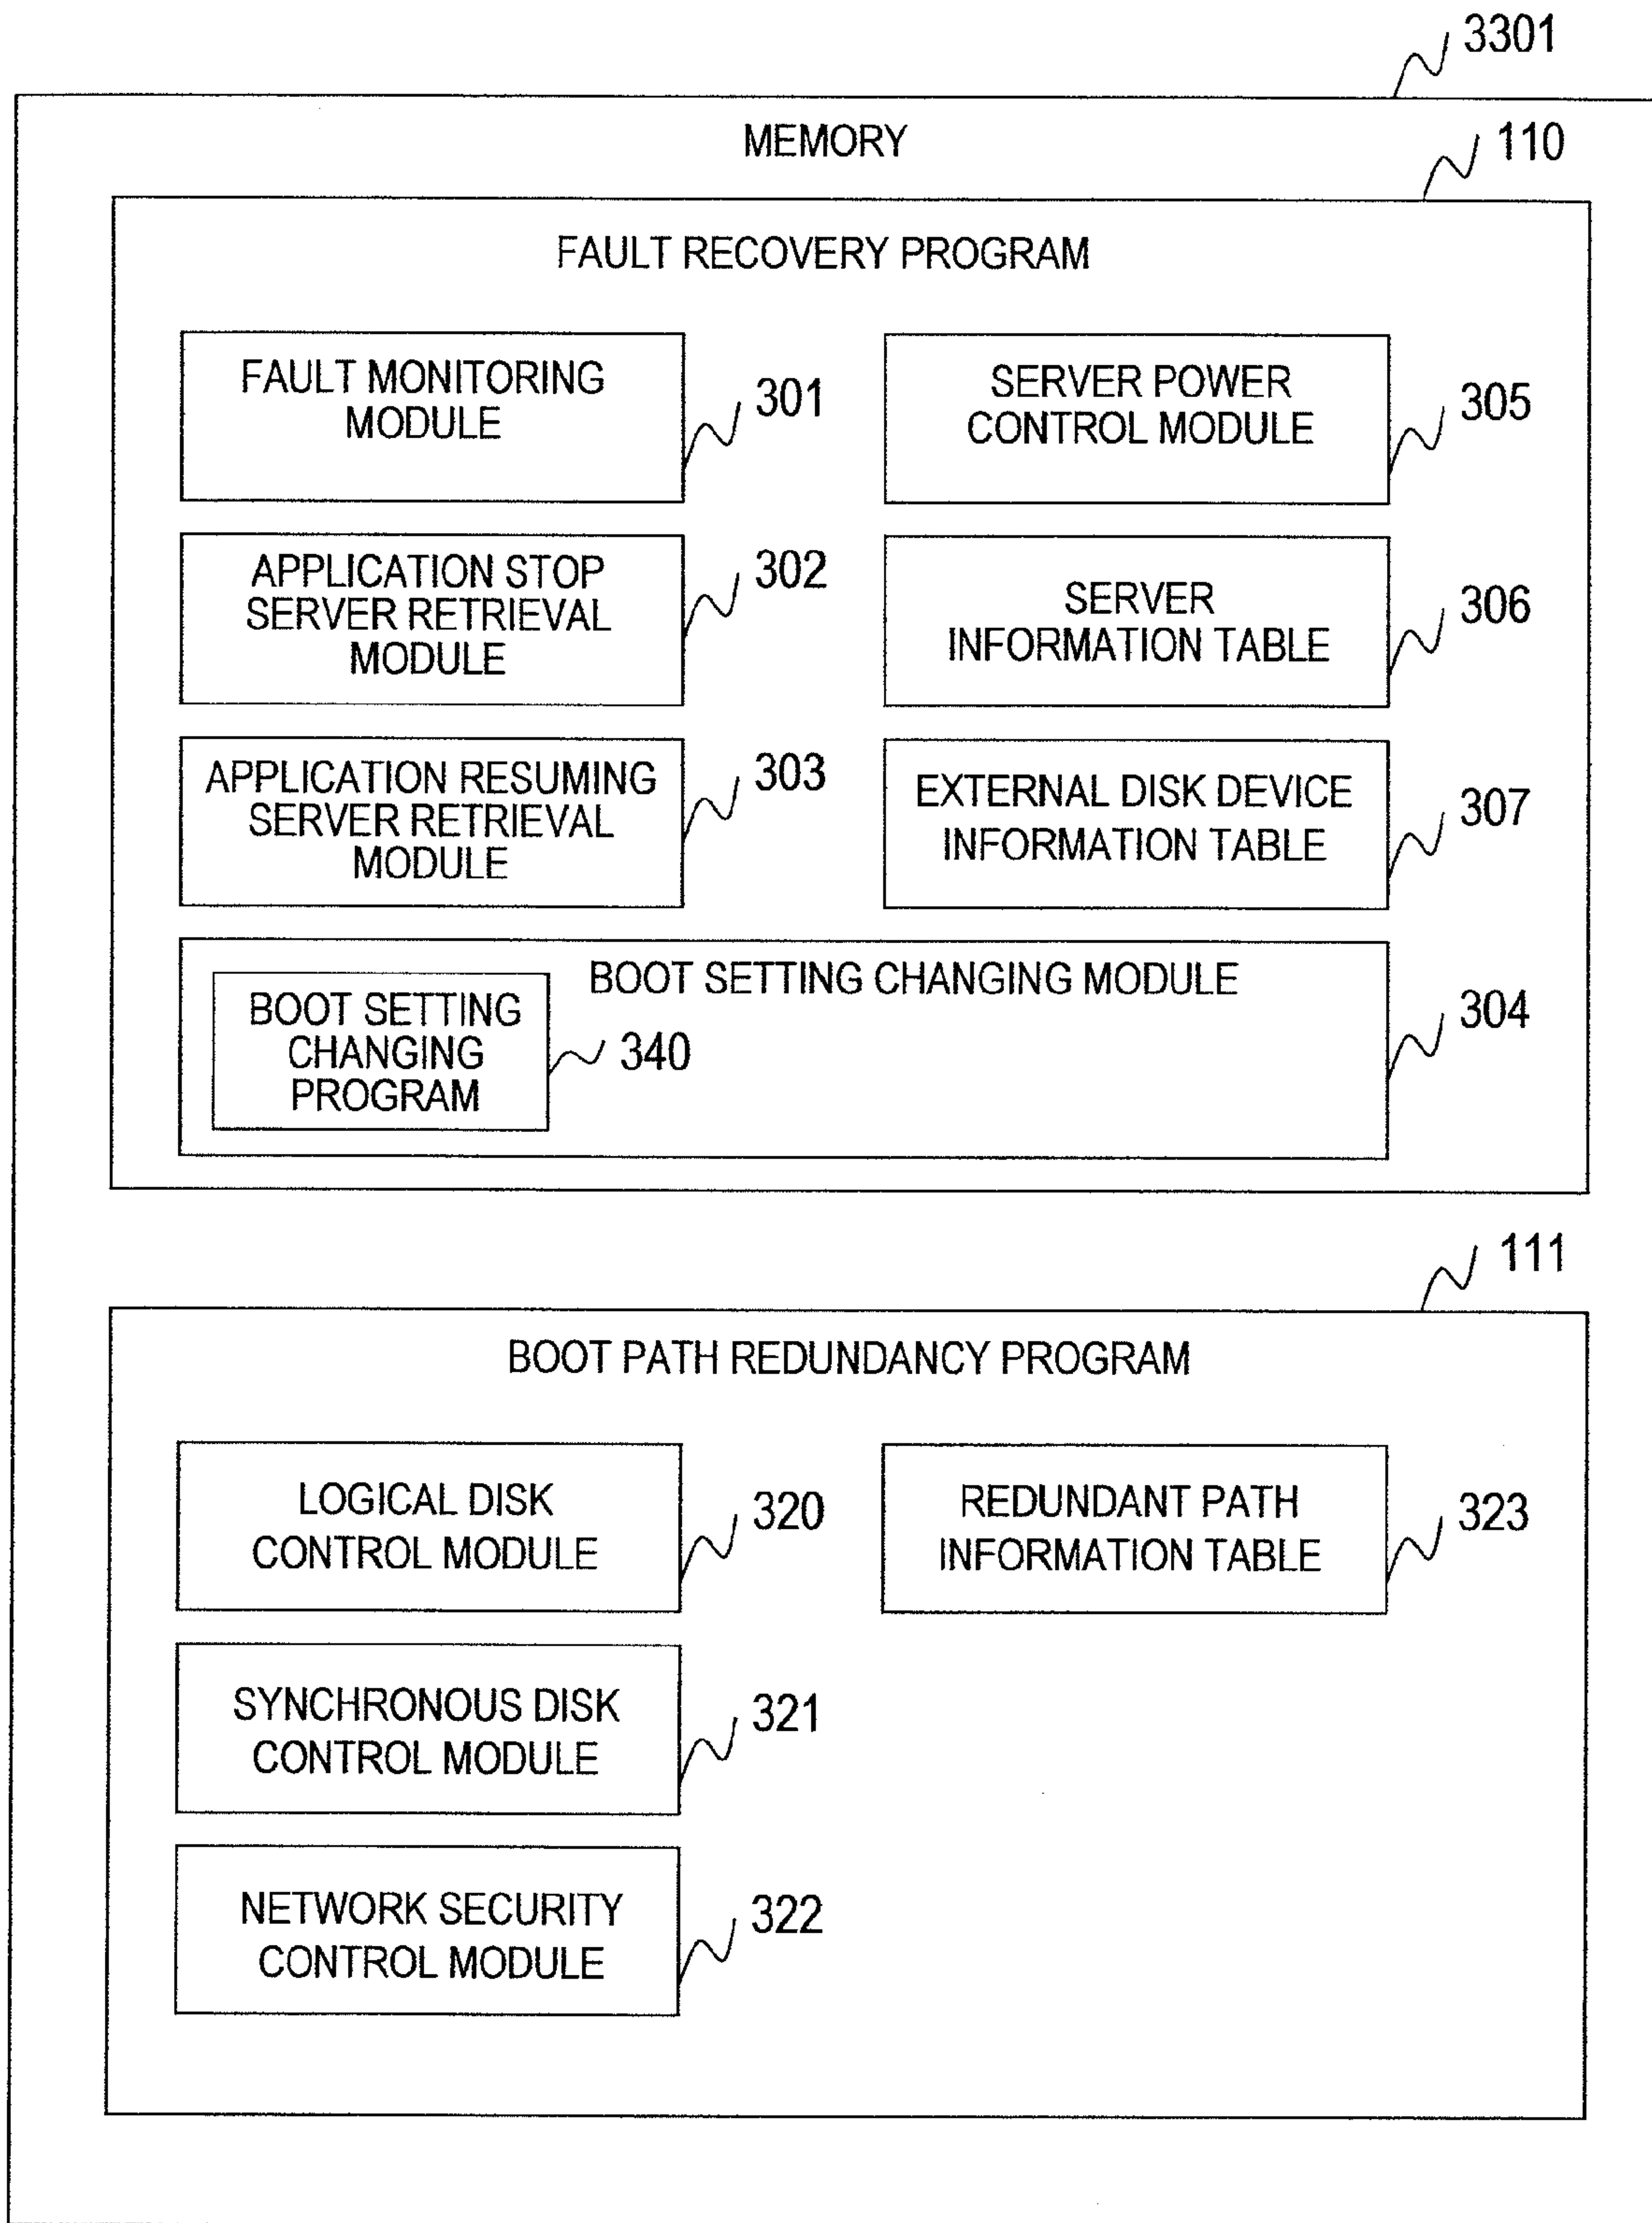 3301
MEMORY
110
FAULT RECOVERY PROGRAM
FAULT MONITORING
MODULE
301
SERVER POWER
CONTROL MODULE
305
APPLICATION STOP
SERVER RETRIEVAL
MODULE
302
SERVER
INFORMATION TABLE
306
APPLICATION RESUMING
SERVER RETRIEVAL
MODULE
303
EXTERNAL DISK DEVICE
INFORMATION TABLE
307
BOOT SETTING CHANGING MODULE
304
BOOT SETTING
CHANGING
PROGRAM
340
111
BOOT PATH REDUNDANCY PROGRAM
LOGICAL DISK
CONTROL MODULE
320
REDUNDANT PATH
INFORMATION TABLE
323
SYNCHRONOUS DISK
CONTROL MODULE
321
NETWORK SECURITY
CONTROL MODULE
322